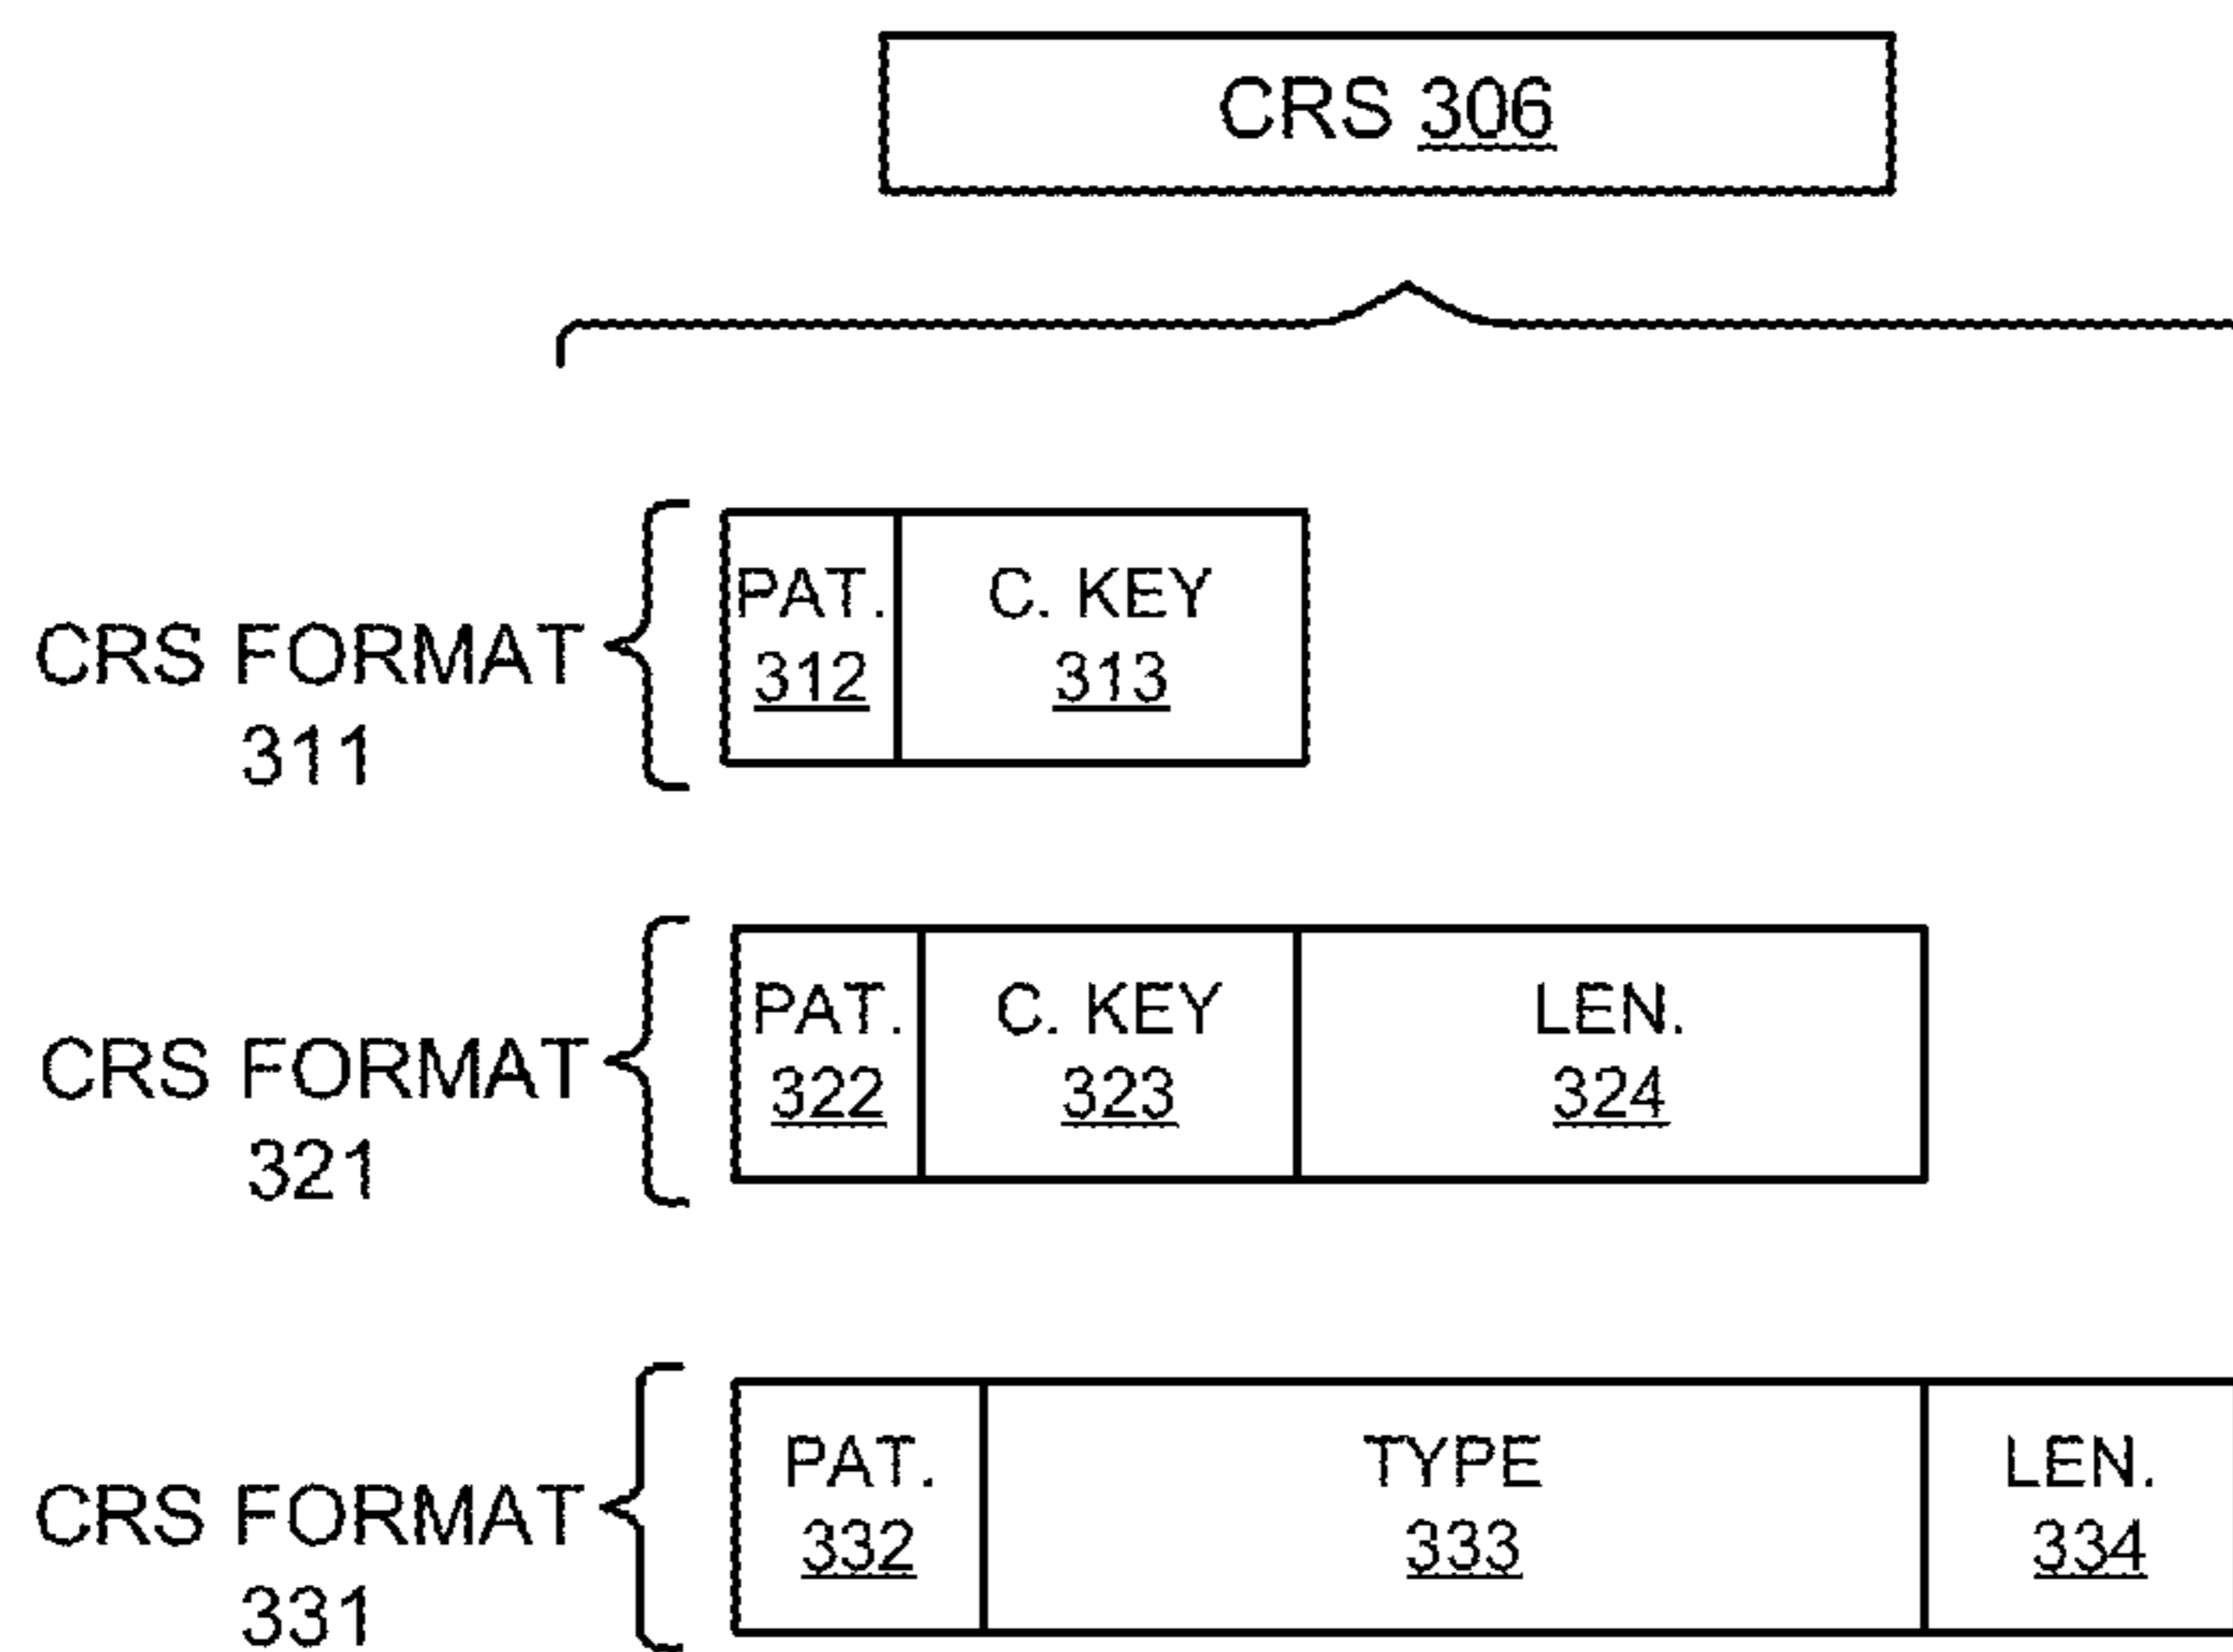 CRS 306
PAT. C. KEY
312 313
CRS FORMAT
311
PAT. C. KEY LEN.
322 323 324
CRS FORMAT
321
PAT. TYPE LEN.
332 333 334
CRS FORMAT
331